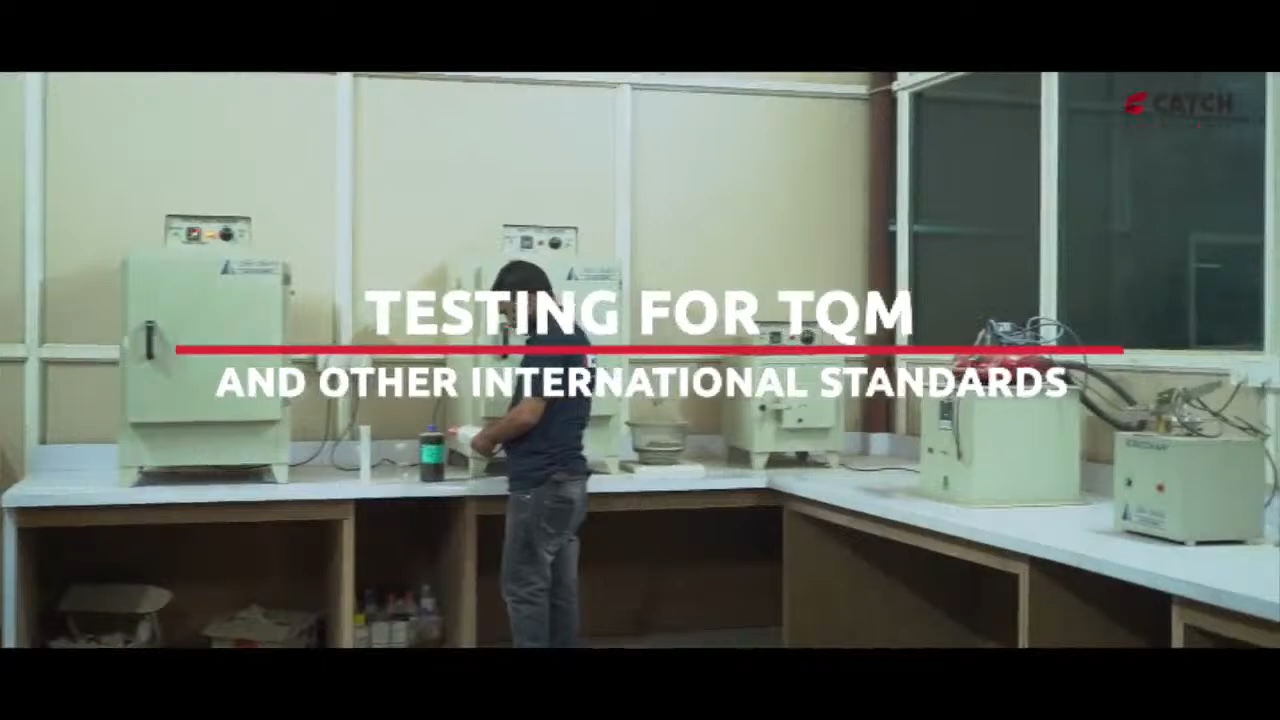 CATCH
TESTING FOR TQM
AND OTHER INTERNATIONAL STANDARDS